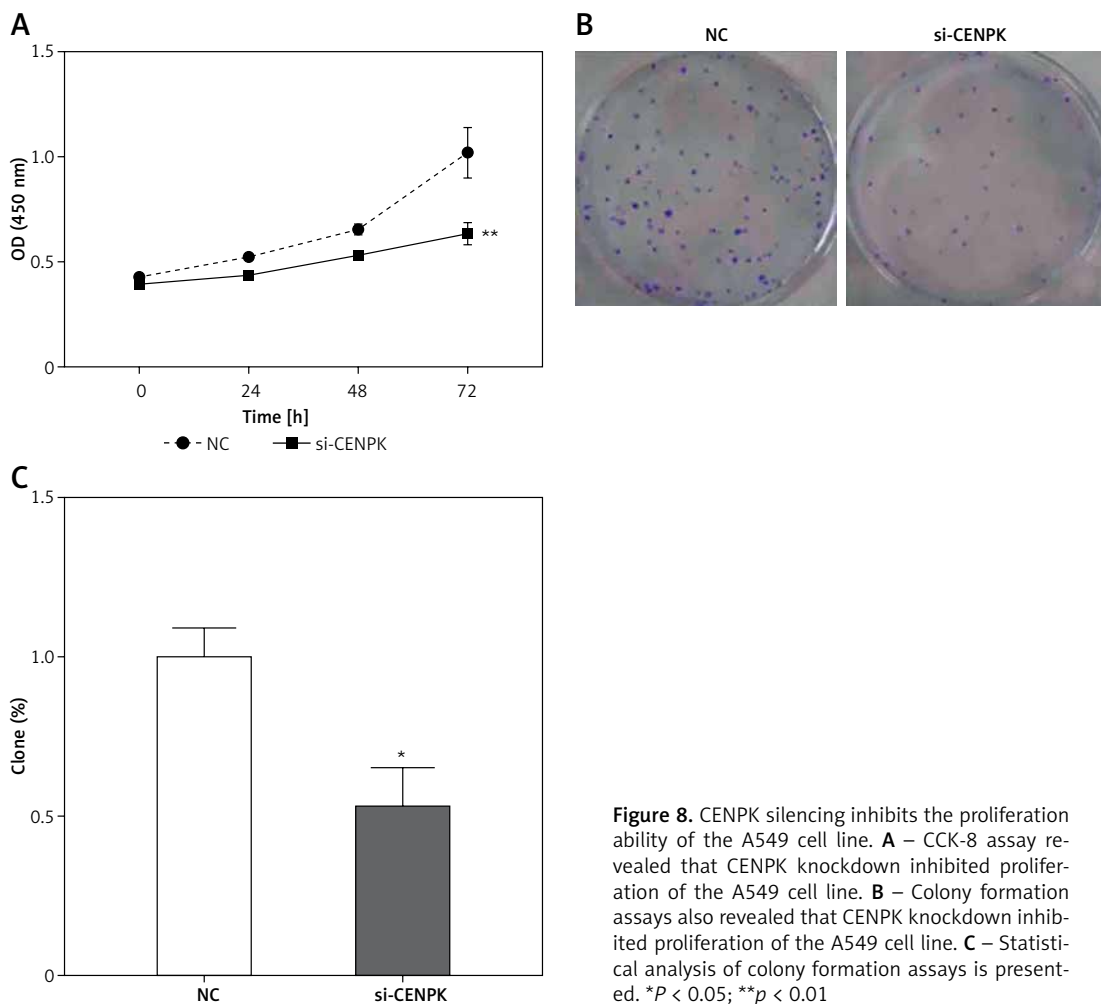 A
1.5
1.0
0.5
0
OD (450 nm)
0 24 48 72
Time [h]
NC si-CENPK
B
NC si-CENPK
C
1.5
1.0
0.5
0
Clone (%)
*
**
NC si-CENPK
Figure 8. CENPK silencing inhibits the proliferation
ability of the A549 cell line. A – CCK-8 assay re-
vealed that CENPK knockdown inhibited prolifer-
ation of the A549 cell line. B – Colony formation
assays also revealed that CENPK knockdown inhib-
ited proliferation of the A549 cell line. C – Statisti-
cal analysis of colony formation assays is present-
ed. *P < 0.05; **p < 0.01